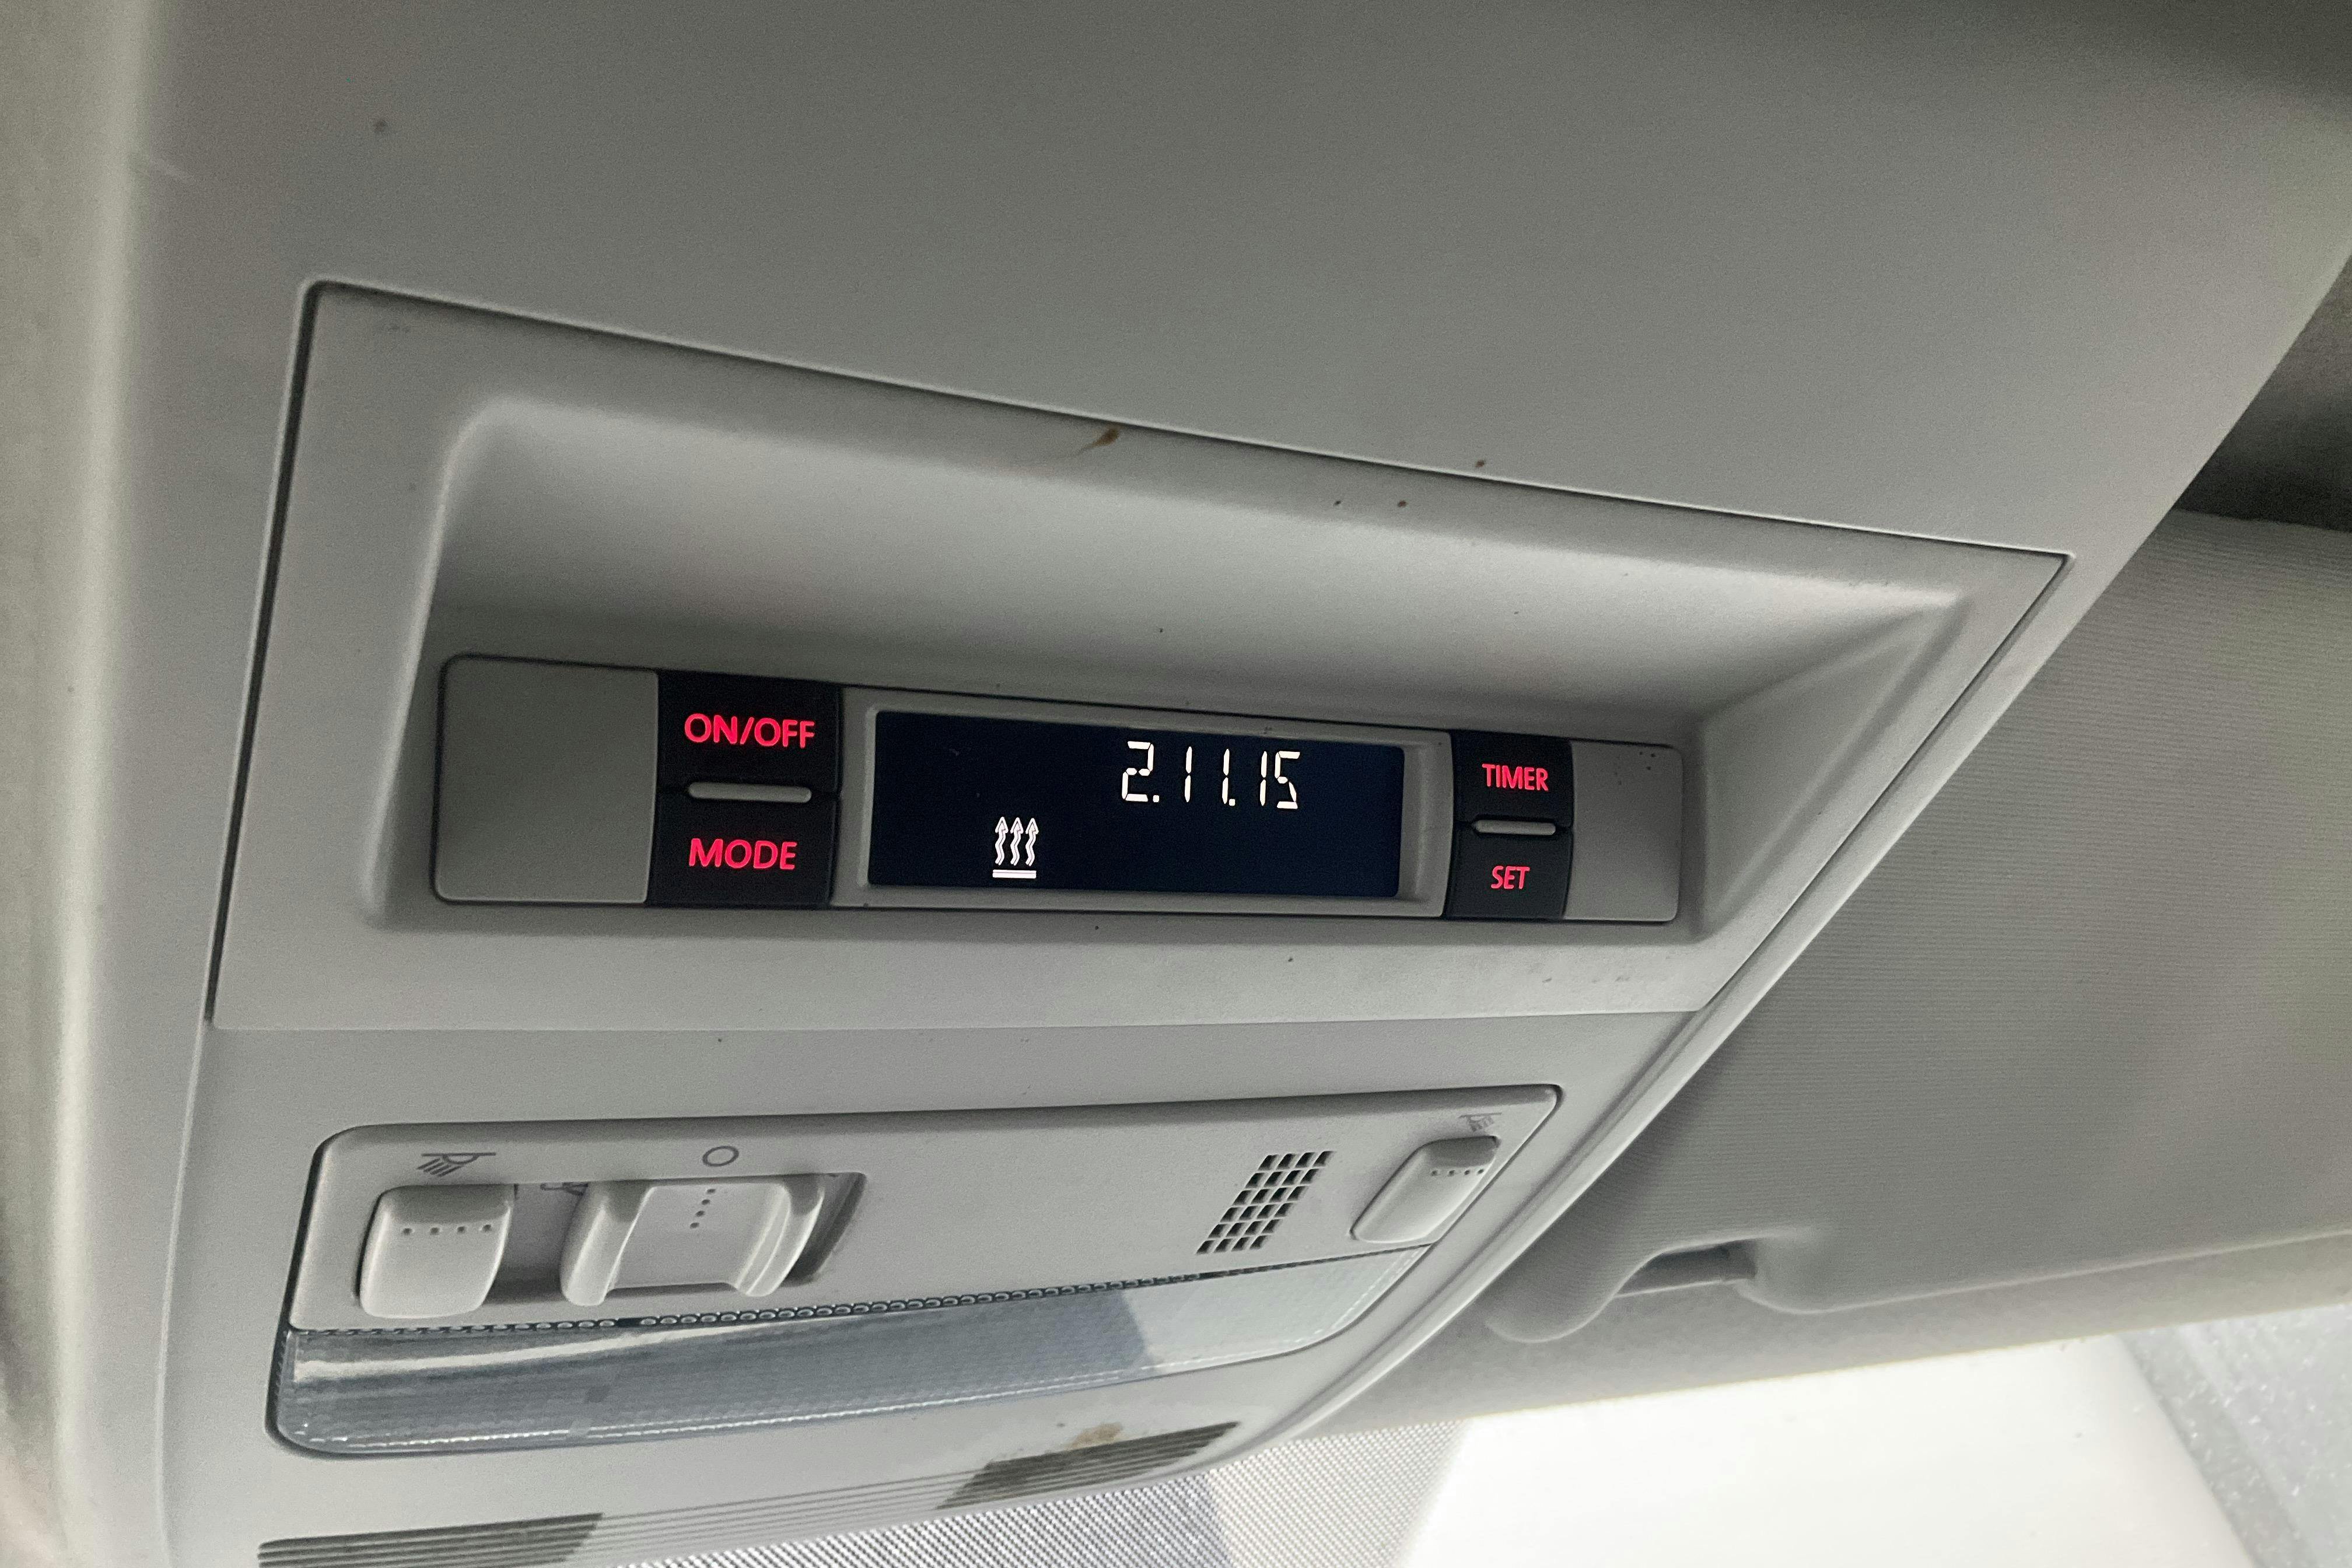 ON/OFF
MODE
2.11.15
TIMER
SET